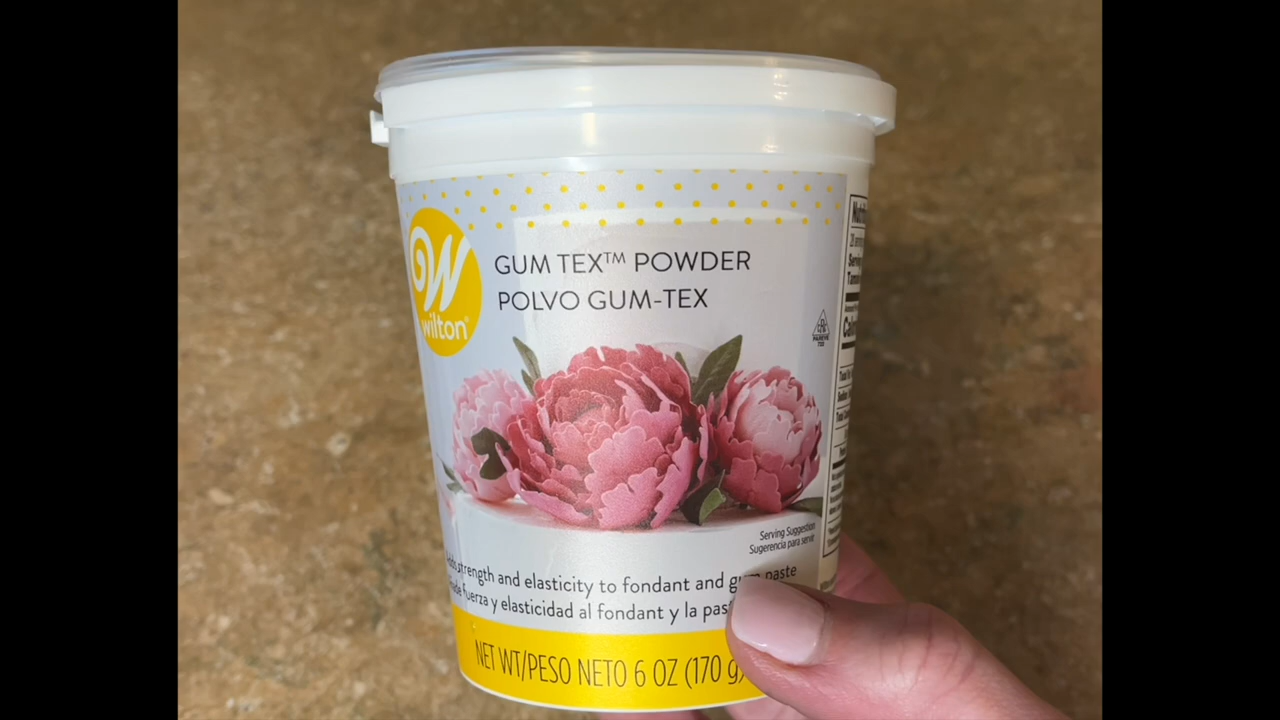 W
wilton®
GUM TEX™ POWDER
POLVO GUM-TEX
PAREVE
Serving Suggestion
Sugerencia para servir
strength and elasticity to fondant and gum paste
fuerza y elasticidad al fondant y la
NET WT/PESO NETO 6 OZ (170 g)